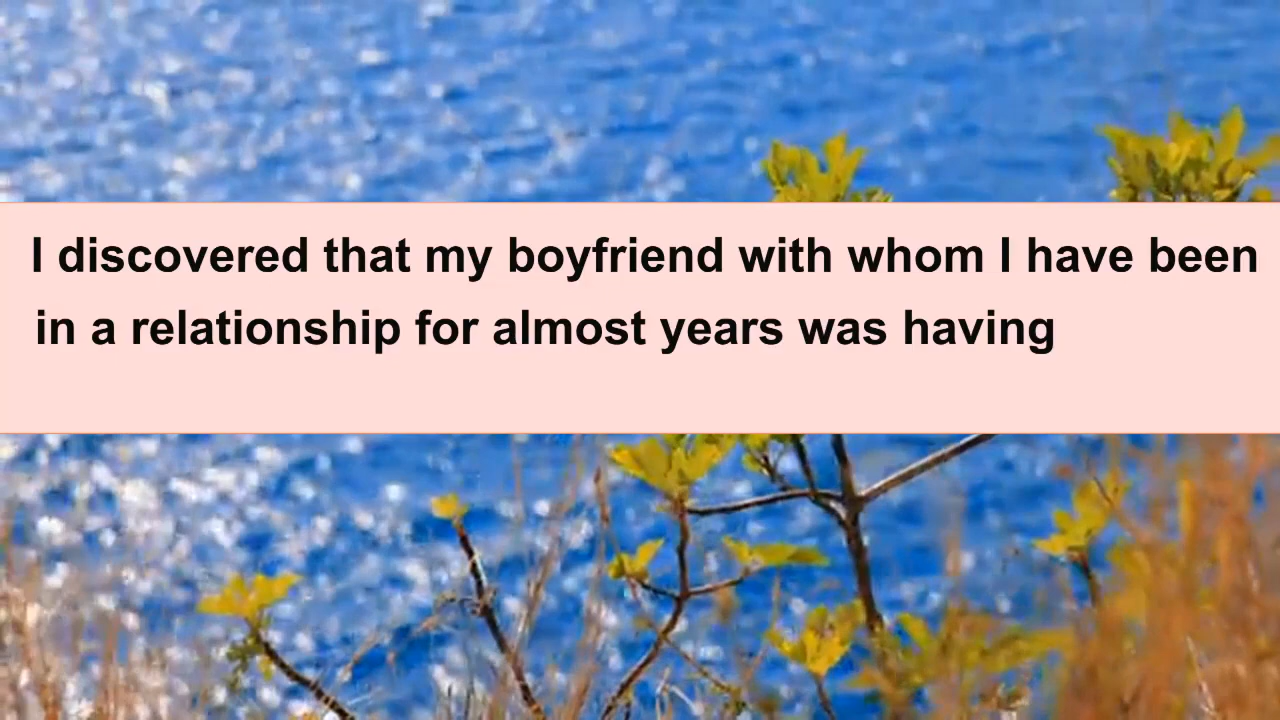 I discovered that my boyfriend with whom I have been
in a relationship for almost years was having